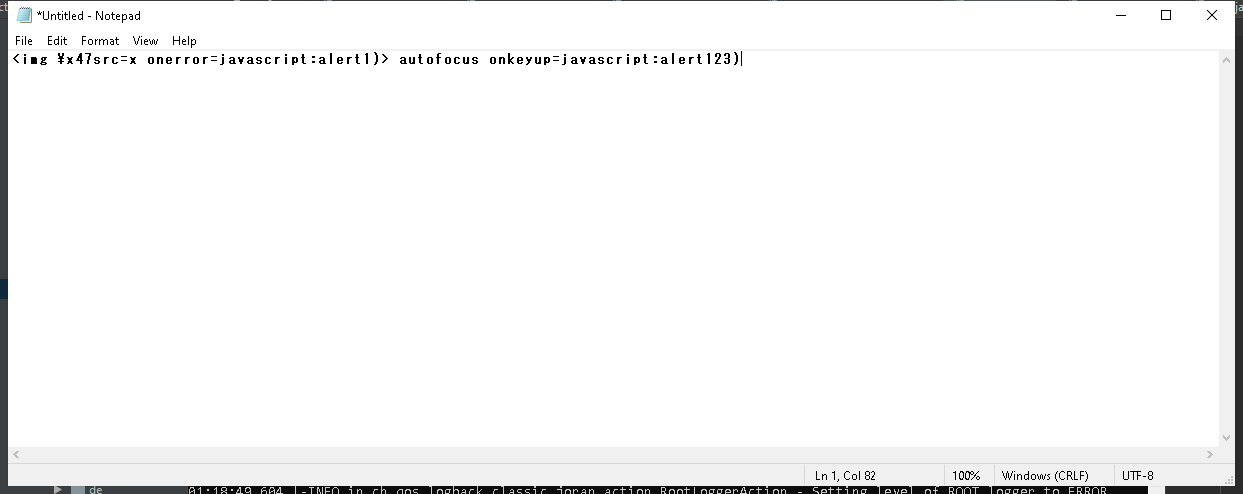 *Untitled - Notepad
File Edit Format View Help
<img ¥x47src=x onerror=javascript:alert1)> autofocus onkeyup=javascript:alert123)
Ln 1, Col 82 100% Windows (CRLF) UTF-8
de 01:18:49,604 |-INFO in ch.qos.logback.classic.joran.action.RootLoggerAction - Setting level of ROOT logger to ERROR